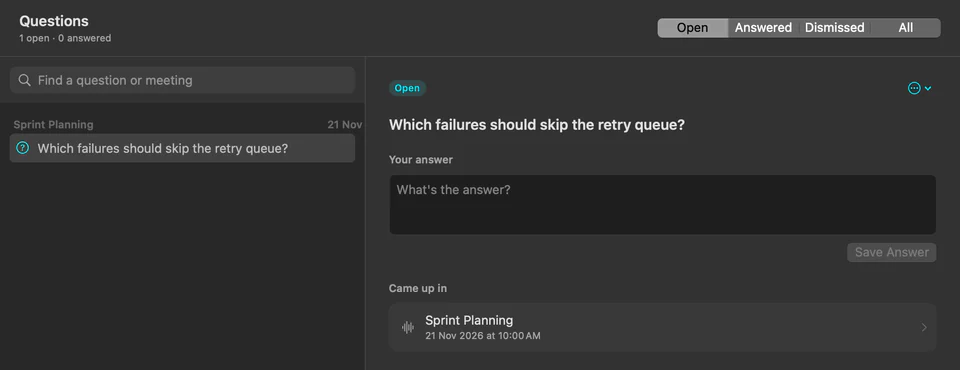 Questions
1 open · 0 answered
Open
Answered
Dismissed
All
Find a question or meeting
Sprint Planning
21 Nov
Which failures should skip the retry queue?
Open
Which failures should skip the retry queue?
Your answer
What's the answer?
Save Answer
Came up in
Sprint Planning
21 Nov 2026 at 10:00 AM